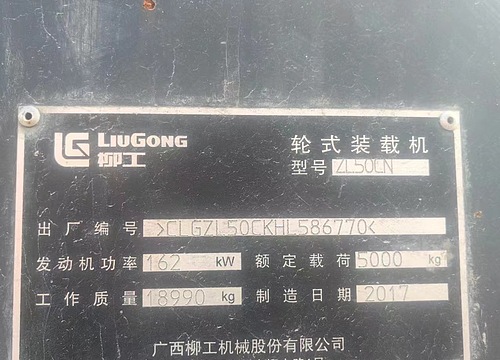 LIUGONG
柳工
轮式装载机
型号 ZL50CN
出厂编号 >CLGZL50CKHL586770<
发动机功率 162 kW 额定载荷 5000 kg
工作质量 18990 kg 制造日期 2017
广西柳工机械股份有限公司